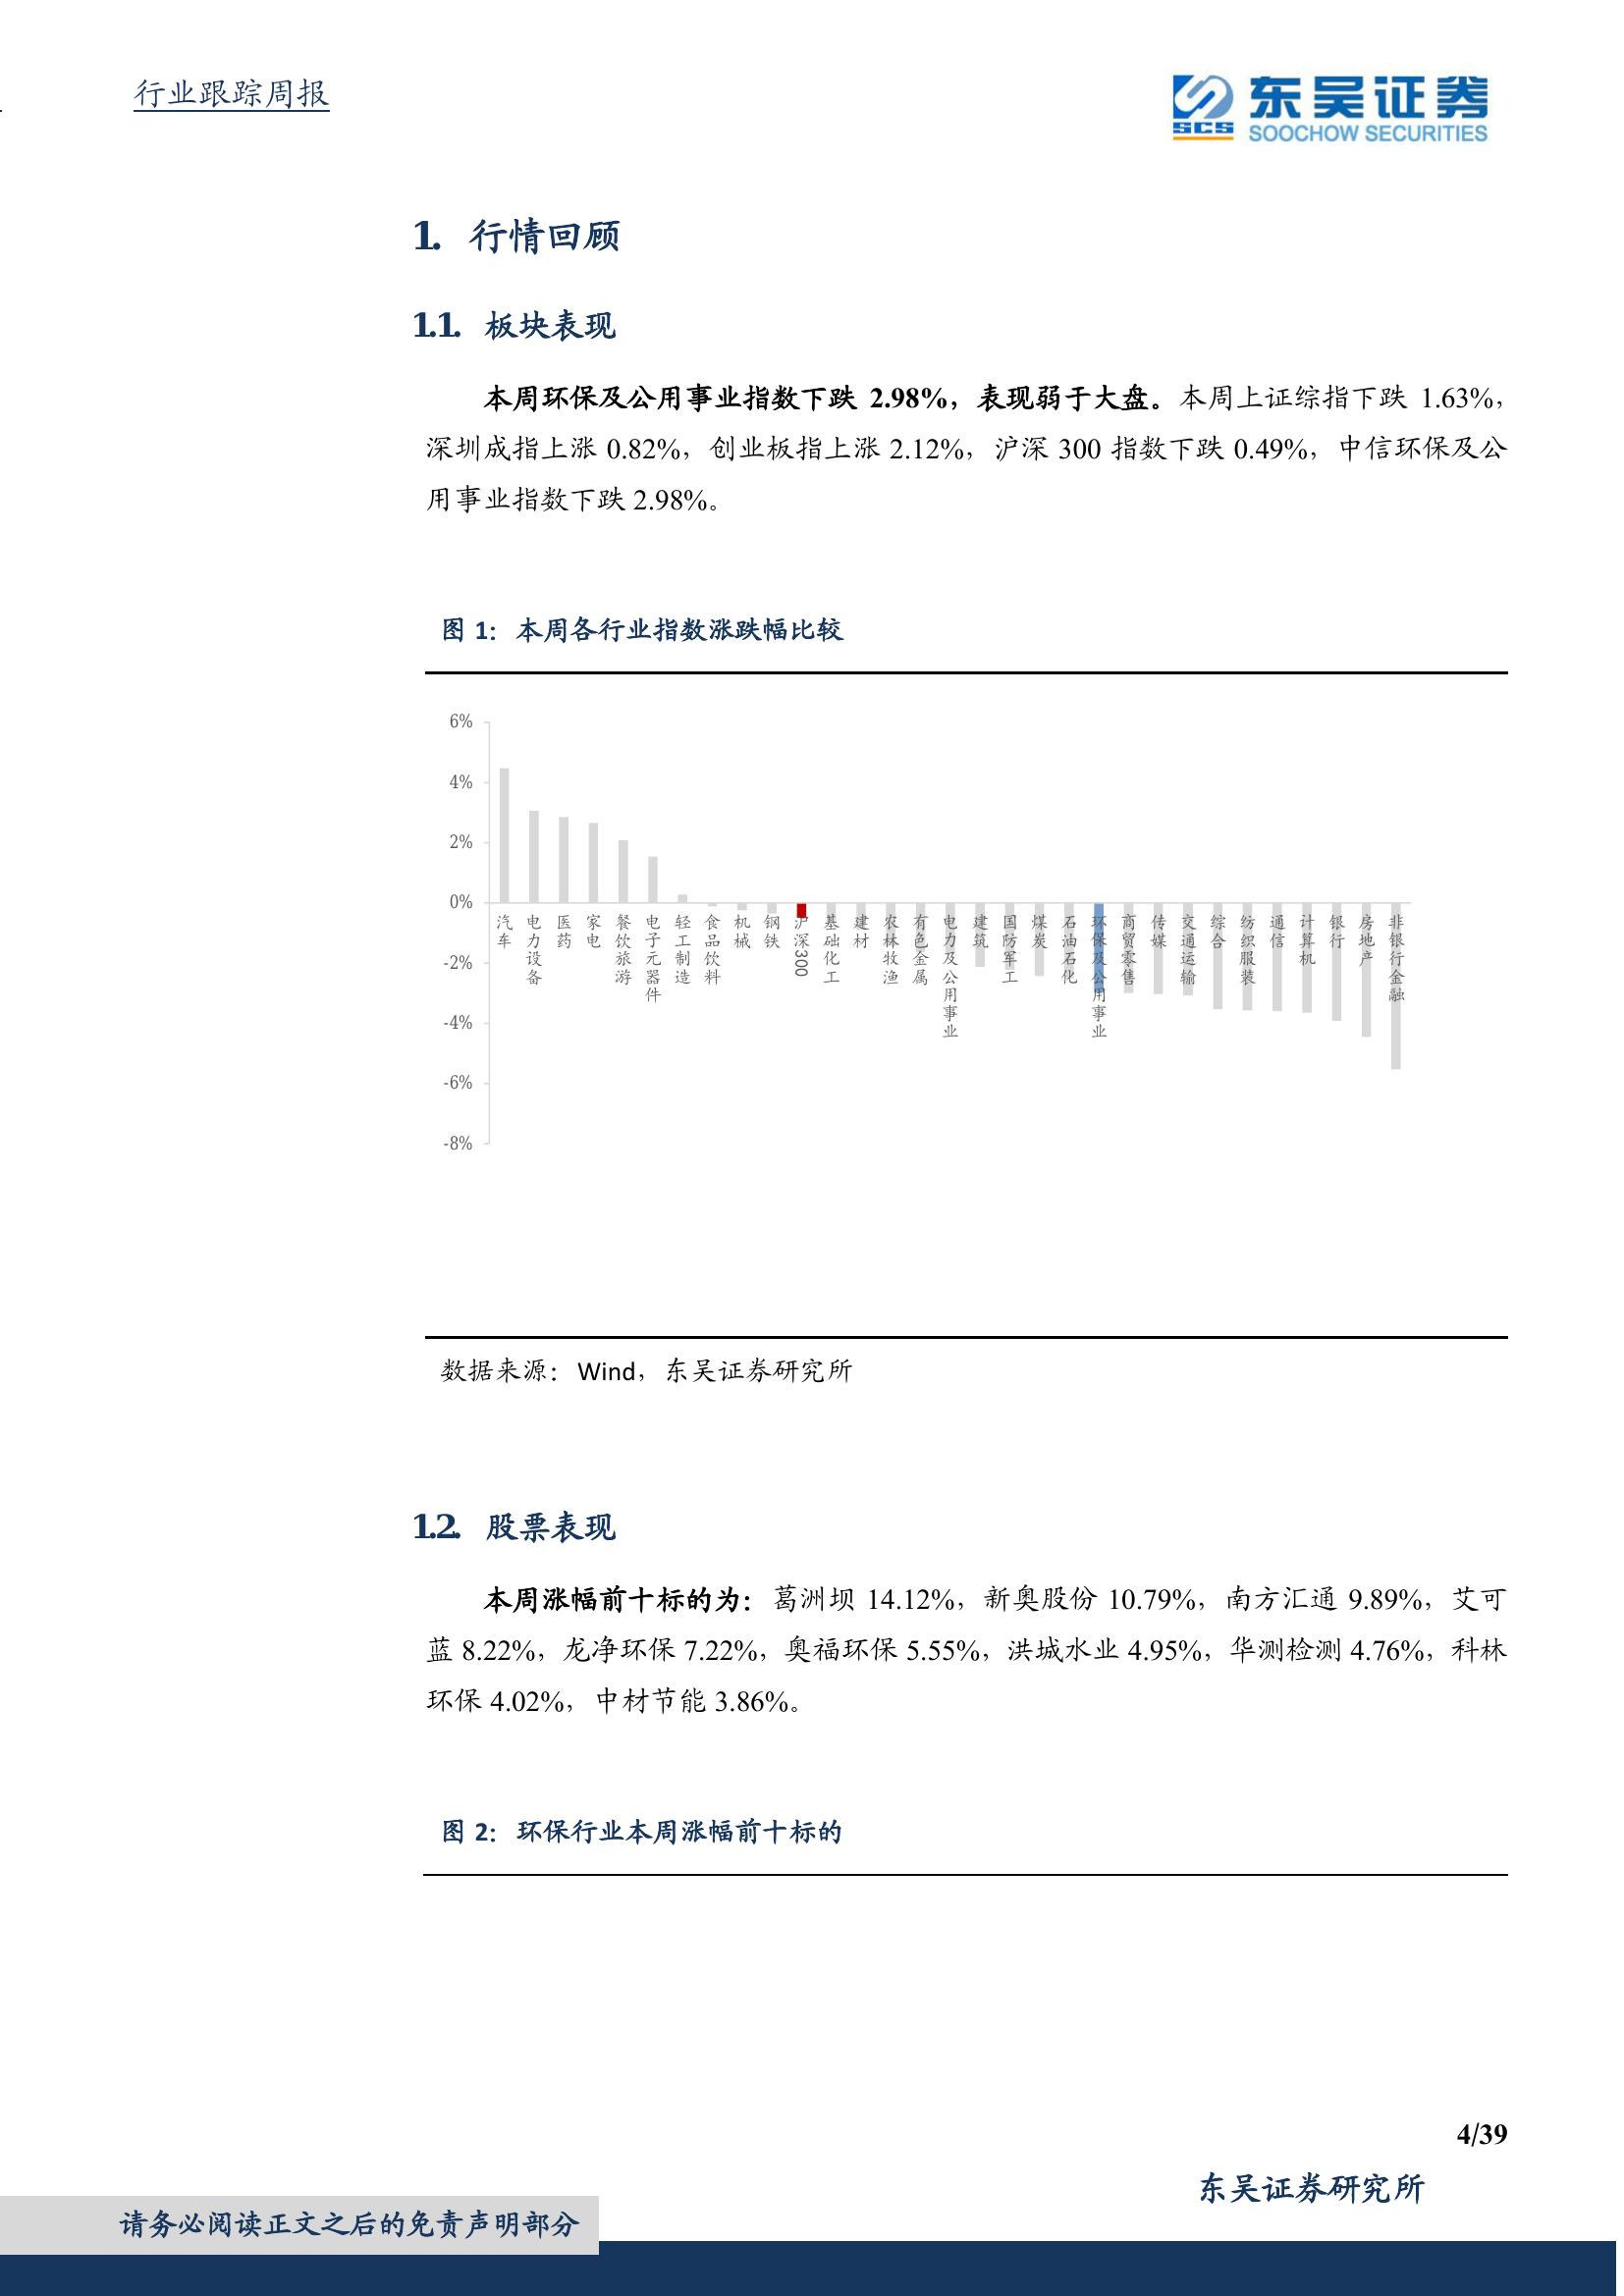 行业跟踪周报
SCS 东吴证券
SOOCHOW SECURITIES
1. 行情回顾
1.1. 板块表现
本周环保及公用事业指数下跌 2.98%，表现弱于大盘。本周上证综指下跌 1.63%，
深圳成指上涨 0.82%，创业板指上涨 2.12%，沪深 300 指数下跌 0.49%，中信环保及公
用事业指数下跌 2.98%。
图 1：本周各行业指数涨跌幅比较
6%
4%
2%
0%
-2%
-4%
-6%
-8%
汽车
电力设备
医药
家电
餐饮旅游
电子元器件
轻工制造
食品饮料
机械
钢铁
沪深300
基础化工
建材
农林牧渔
有色金属
电力及公用事业
建筑
国防军工
煤炭
石油石化
环保及公用事业
商贸零售
传媒
交通运输
综合
纺织服装
通信
计算机
银行
房地产
非银行金融
数据来源：Wind，东吴证券研究所
1.2. 股票表现
本周涨幅前十标的为：葛洲坝 14.12%，新奥股份 10.79%，南方汇通 9.89%，艾可
蓝 8.22%，龙净环保 7.22%，奥福环保 5.55%，洪城水业 4.95%，华测检测 4.76%，科林
环保 4.02%，中材节能 3.86%。
图 2：环保行业本周涨幅前十标的
4/39
东吴证券研究所
请务必阅读正文之后的免责声明部分